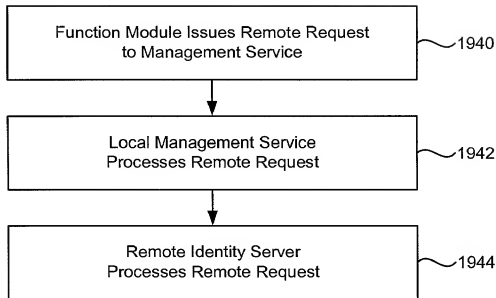 Function Module Issues Remote Request
to Management Service
1940
Local Management Service
Processes Remote Request
1942
Remote Identity Server
Processes Remote Request
1944